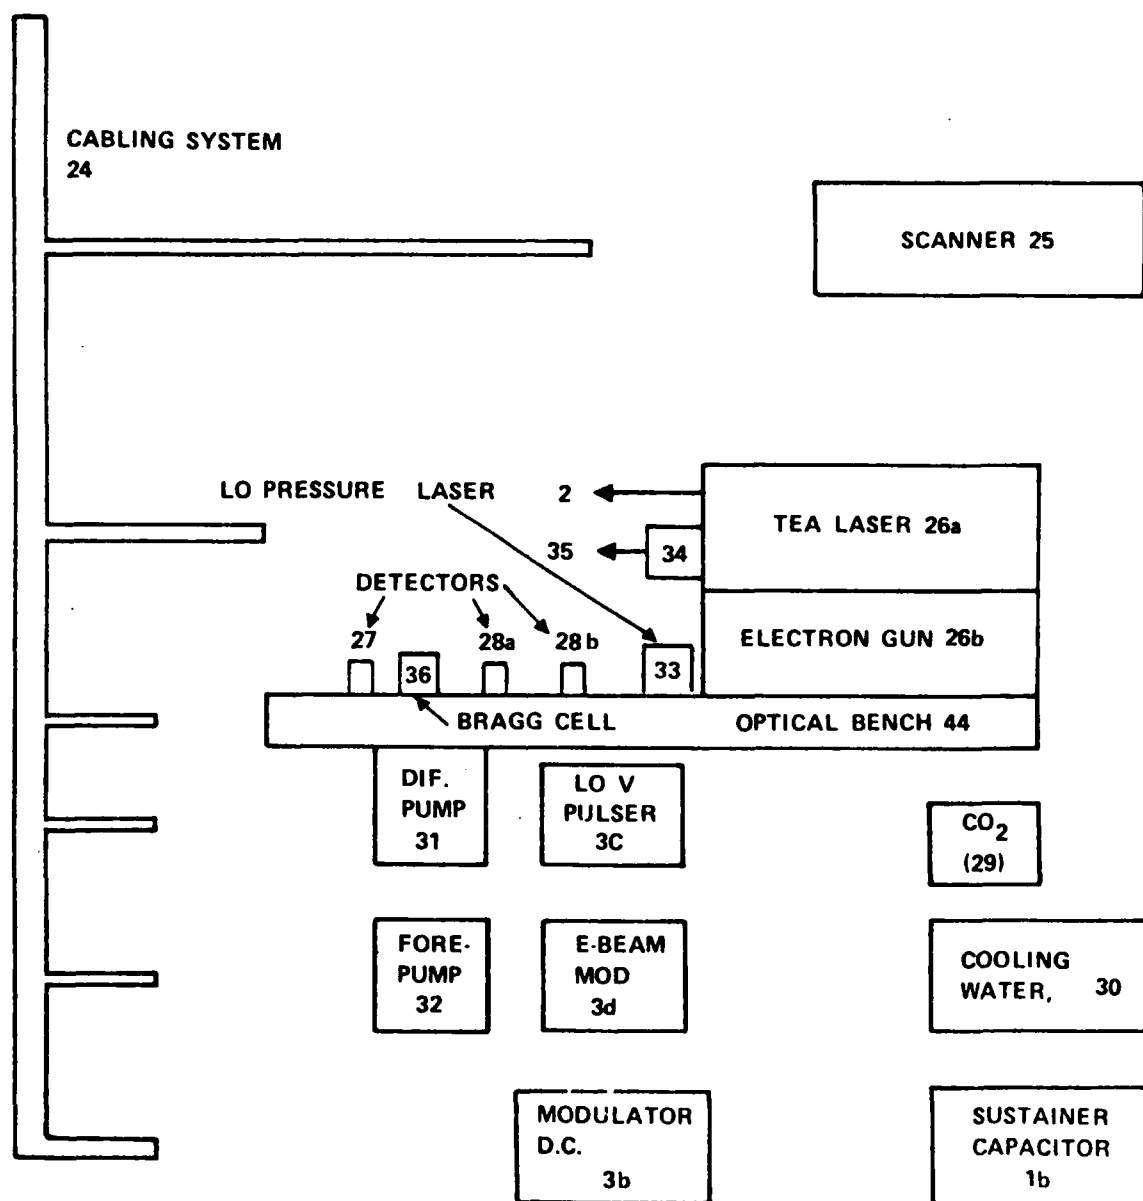 CABLING SYSTEM
24
SCANNER 25
LO PRESSURE LASER 2
TEA LASER 26a
35
34
DETECTORS
27 28a 28b
ELECTRON GUN 26b
36
33
BRAGG CELL
OPTICAL BENCH 44
DIF.
PUMP
31
LO V
PULSER
3C
CO2
(29)
FORE-
PUMP
32
E-BEAM
MOD
3d
COOLING
WATER, 30
MODULATOR
D.C.
3b
SUSTAINER
CAPACITOR
1b